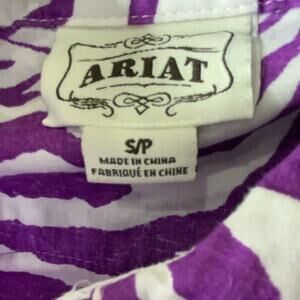 ARIAT
S/P
MADE IN CHINA
FABRIQUÉ EN CHINE